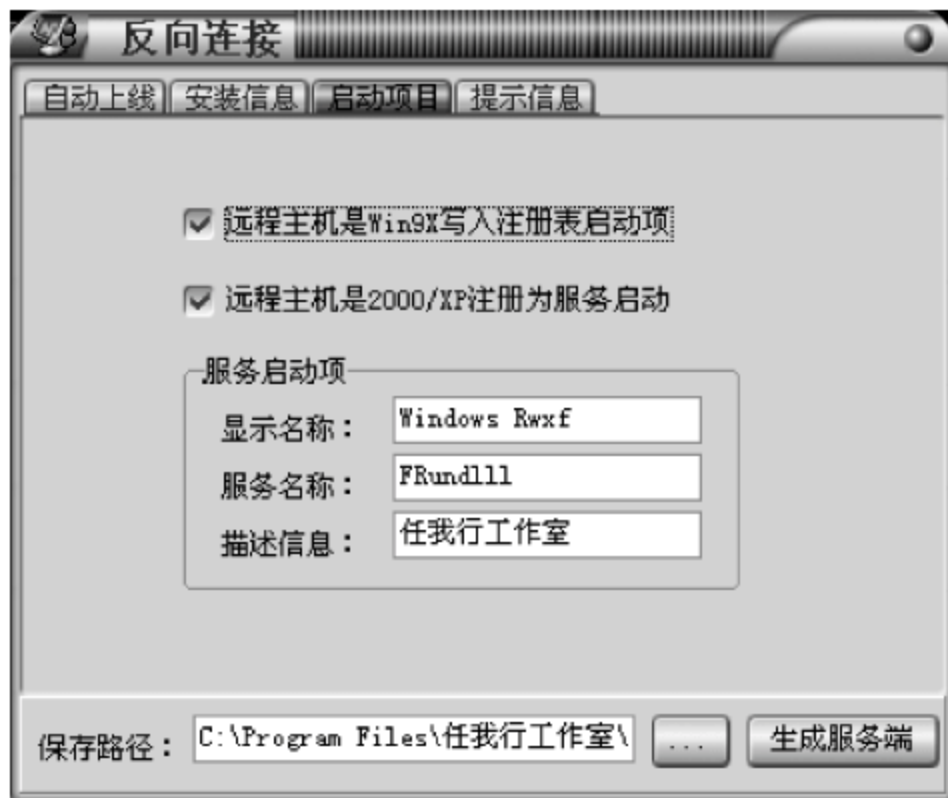 反向连接
自动上线 安装信息 启动项目 提示信息
远程主机是Win9X写入注册表启动项
远程主机是2000/XP注册为服务启动
服务启动项
显示名称： Windows Rwxf
服务名称： FRundlll
描述信息： 任我行工作室
保存路径： C:\Program Files\任我行工作室\ ... 生成服务端